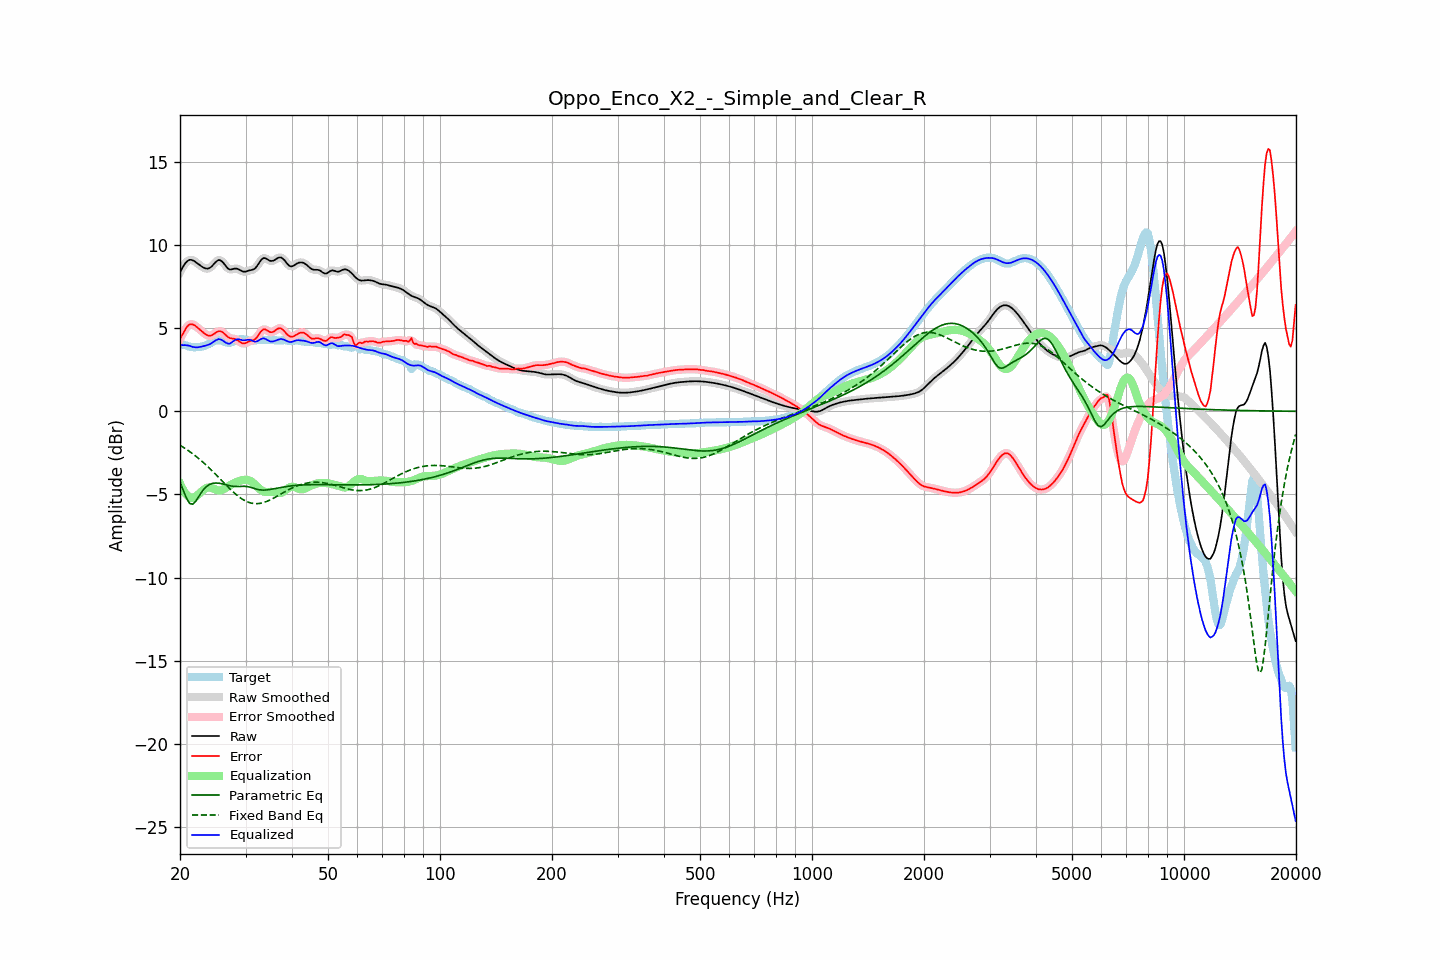 Oppo_Enco_X2_-_Simple_and_Clear_R
Amplitude (dBr)
15
10
5
0
−5
−10
−15
−20
−25
Target
Raw Smoothed
Error Smoothed
Raw
Error
Equalization
Parametric Eq
Fixed Band Eq
Equalized
20 50 100 200 500 1000 2000 5000 10000 20000
Frequency (Hz)